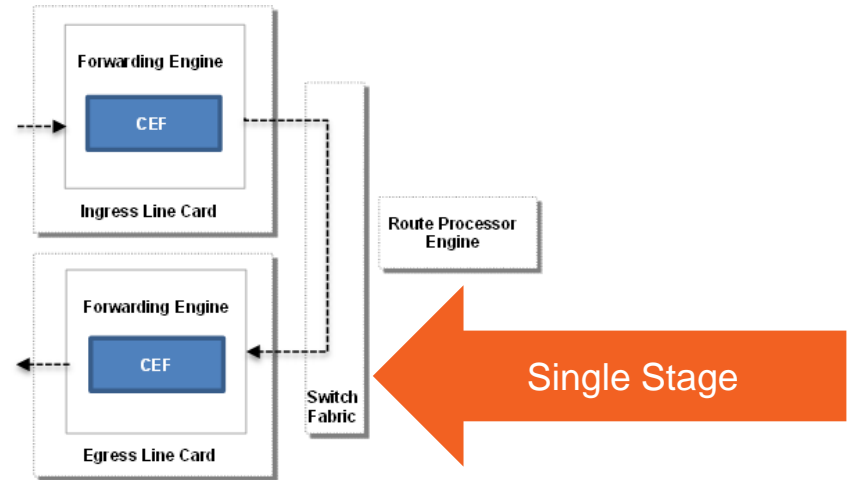 Forwarding Engine
CEF
Ingress Line Card
Route Processor
Engine
Forwarding Engine
CEF
Single Stage
Switch
Fabric
Egress Line Card